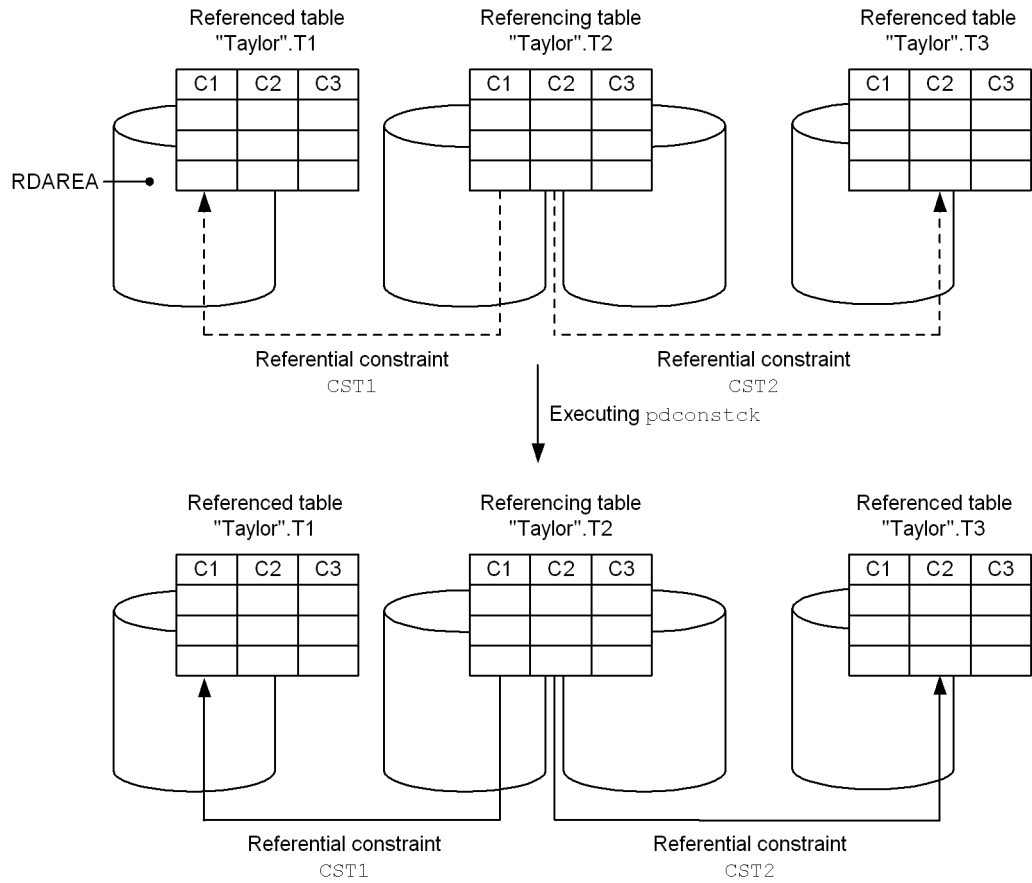 Referenced table
"Taylor".T1
Referencing table
"Taylor".T2
Referenced table
"Taylor".T3
C1 C2 C3
C1 C2 C3
C1 C2 C3
RDAREA
Referential constraint
CST1
Referential constraint
CST2
Executing pdconstck
Referenced table
"Taylor".T1
Referencing table
"Taylor".T2
Referenced table
"Taylor".T3
C1 C2 C3
C1 C2 C3
C1 C2 C3
Referential constraint
CST1
Referential constraint
CST2